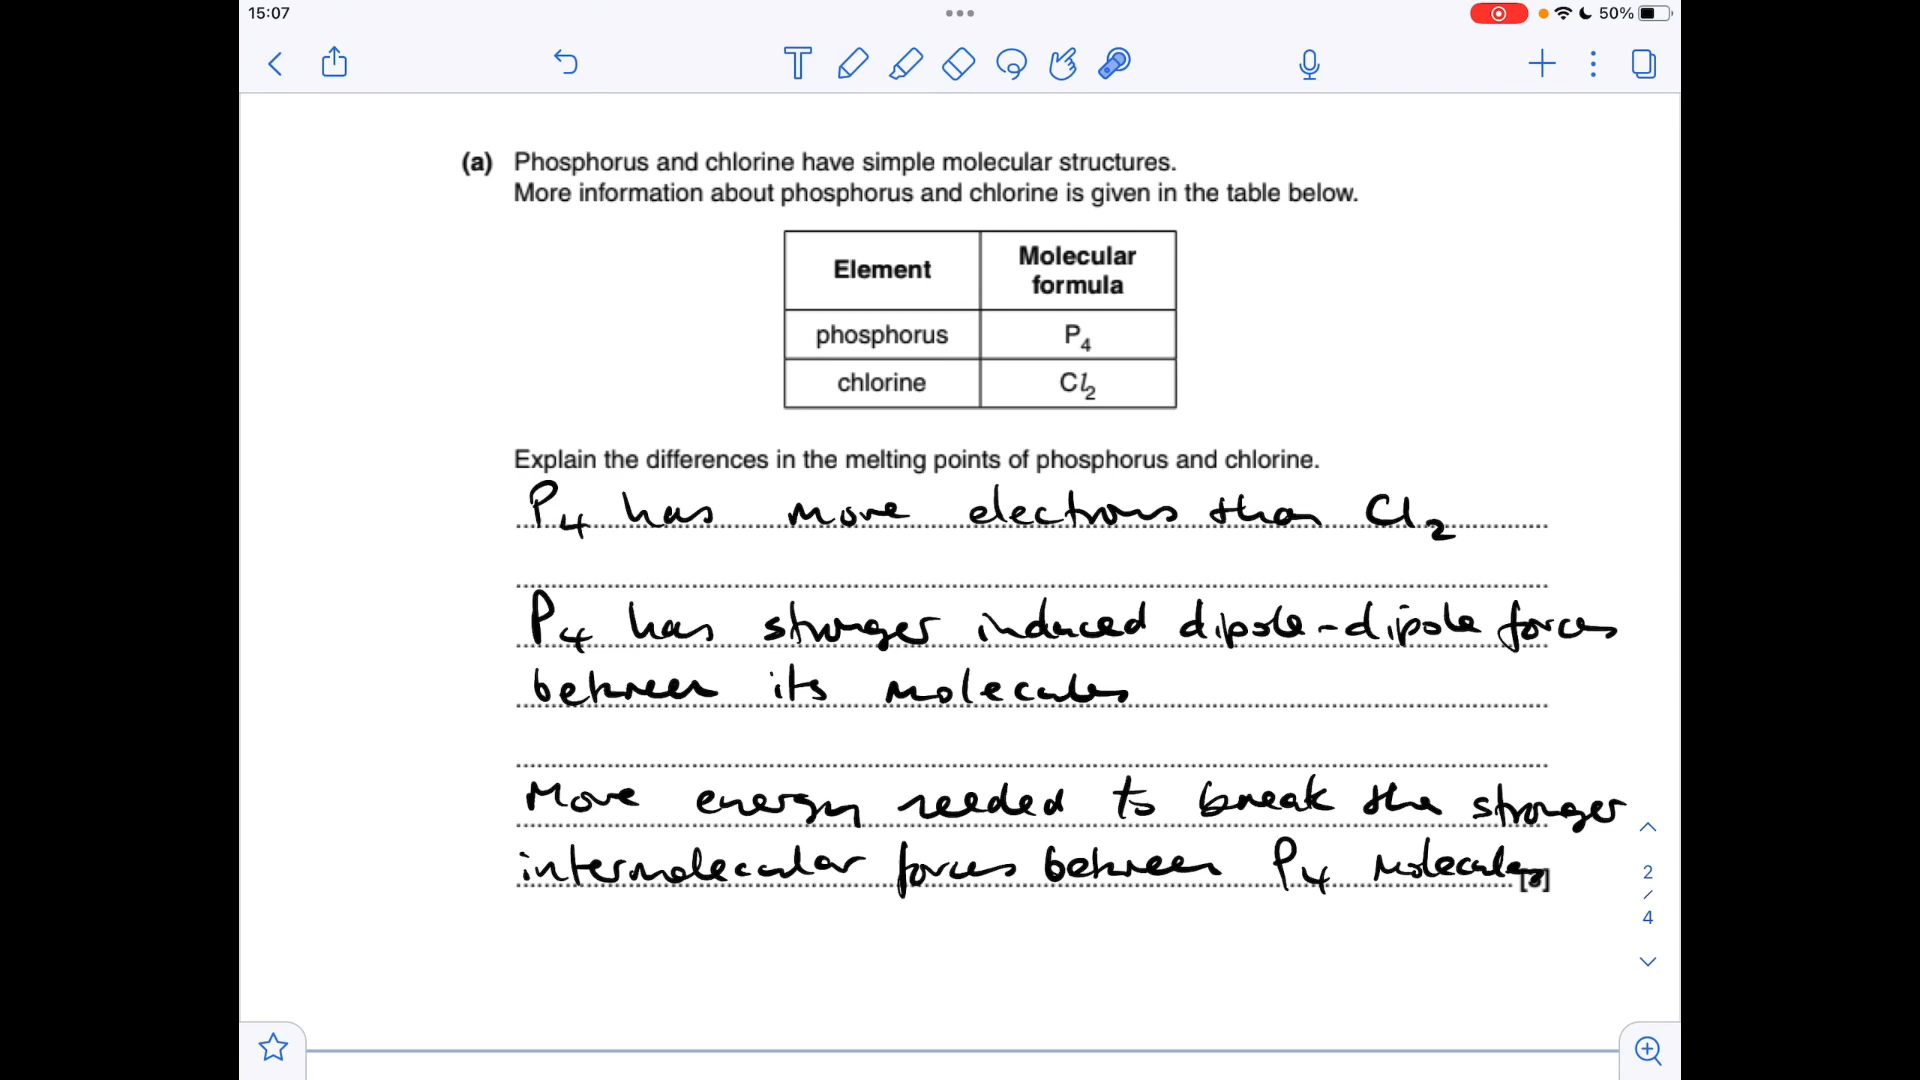 15:07
50%
(a) Phosphorus and chlorine have simple molecular structures.
More information about phosphorus and chlorine is given in the table below.
Element Molecular formula
phosphorus P₄
chlorine Cl₂
Explain the differences in the melting points of phosphorus and chlorine.
P₄ has more electrons than Cl₂
P₄ has stronger induced dipole-dipole forces
between its molecules
More energy needed to break the stronger
intermolecular forces between P₄ molecules
2
/
4